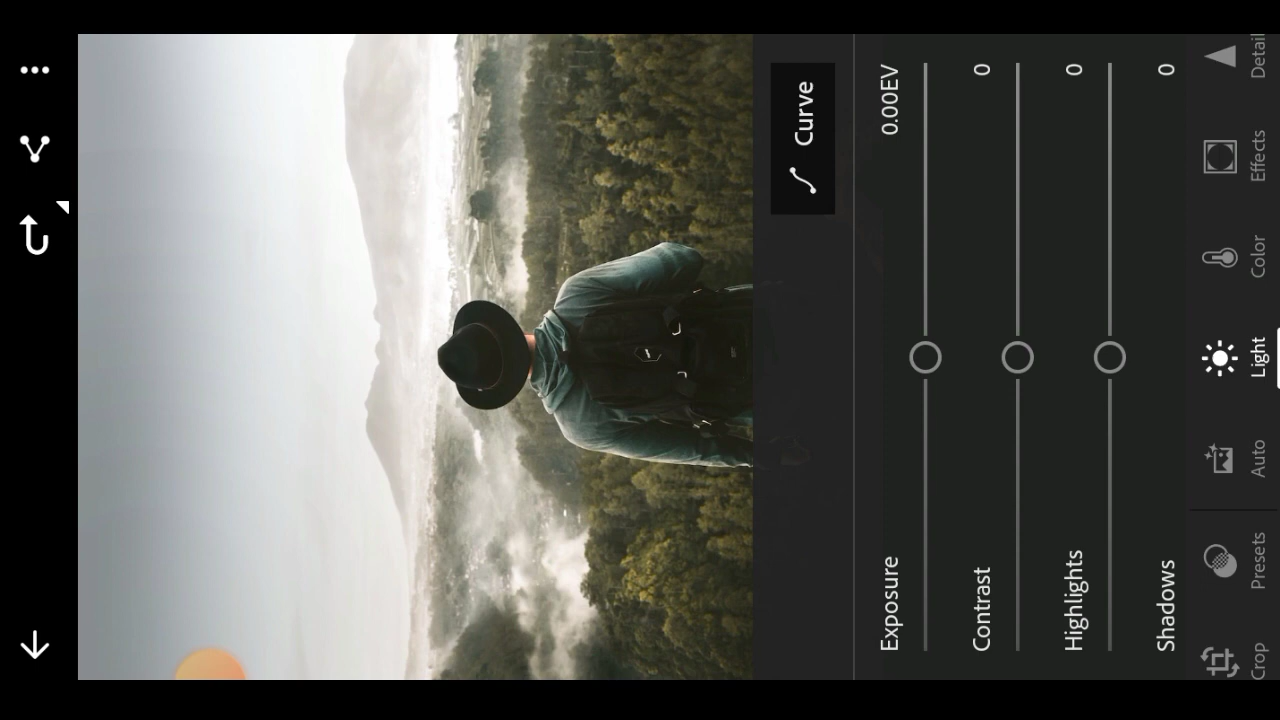 Curve
Exposure 0.00EV
Contrast 0
Highlights 0
Shadows 0
Crop
Presets
Auto
Light
Color
Effects
Detail